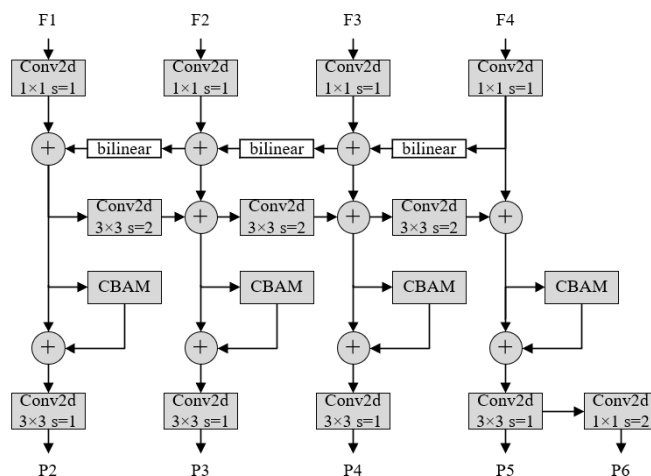 F1 F2 F3 F4
Conv2d Conv2d Conv2d Conv2d
1×1 s=1 1×1 s=1 1×1 s=1 1×1 s=1
+ bilinear + bilinear + bilinear
Conv2d Conv2d Conv2d
3×3 s=2 + 3×3 s=2 + 3×3 s=2 +
CBAM CBAM CBAM CBAM
+ + + +
Conv2d Conv2d Conv2d Conv2d Conv2d
3×3 s=1 3×3 s=1 3×3 s=1 3×3 s=1 1×1 s=2
P2 P3 P4 P5 P6